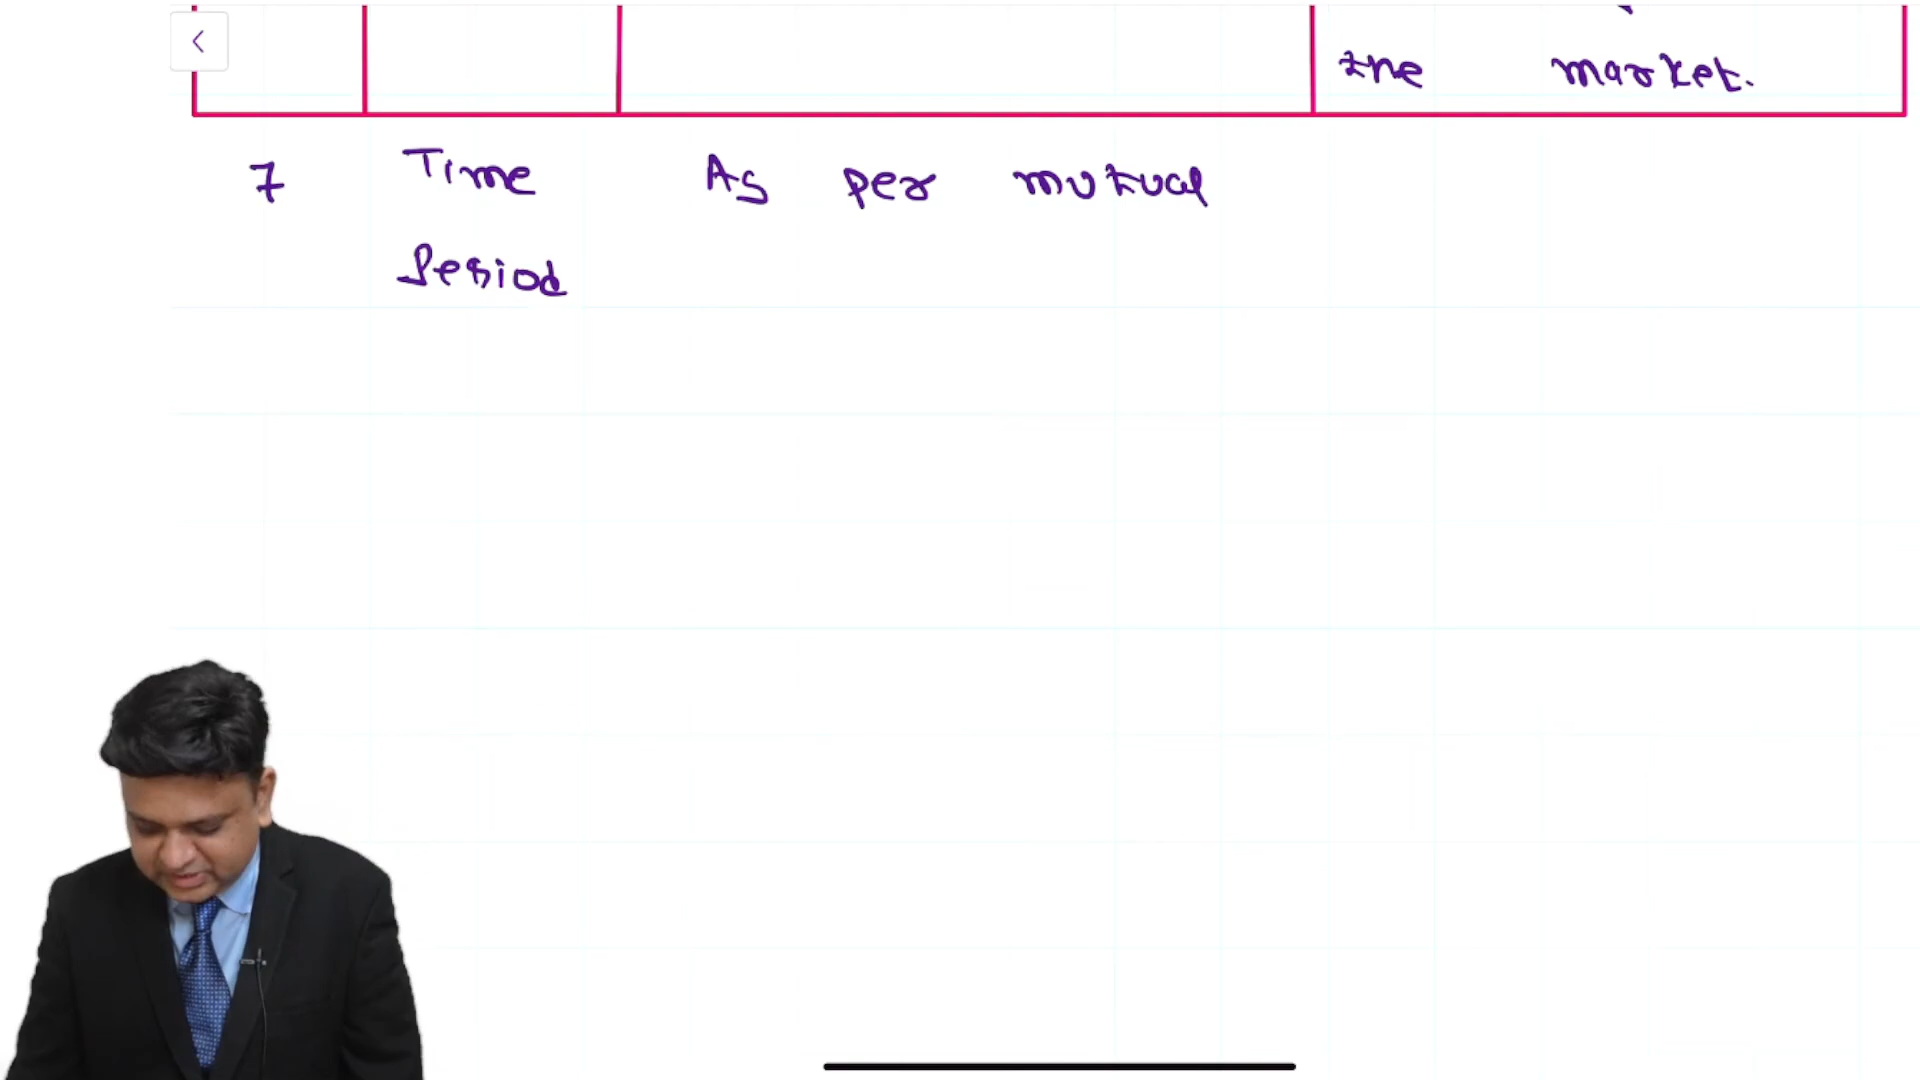 the market.
7 Time As per mutual
Period